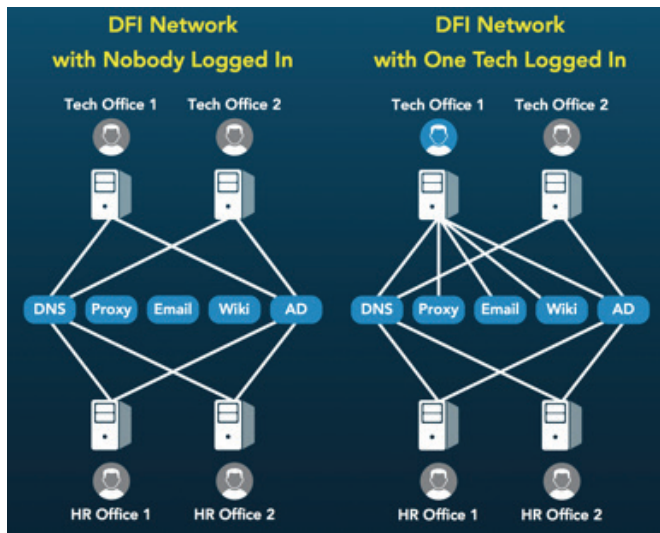 DFI Network
with Nobody Logged In
Tech Office 1 Tech Office 2
DNS Proxy Email Wiki AD
HR Office 1 HR Office 2
DFI Network
with One Tech Logged In
Tech Office 1 Tech Office 2
DNS Proxy Email Wiki AD
HR Office 1 HR Office 2